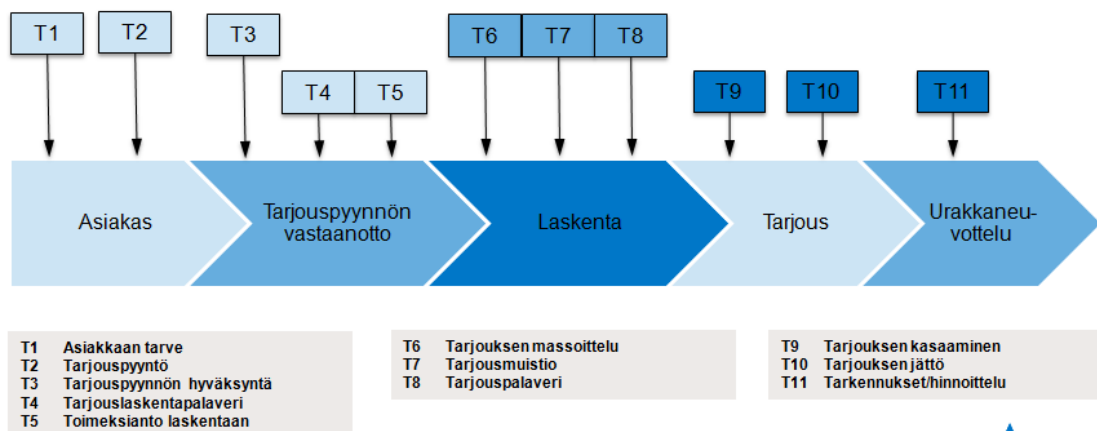 T1
T2
T3
T4
T5
T6
T7
T8
T9
T10
T11
Asiakas
Tarjouspyynnön
vastaanotto
Laskenta
Tarjous
Urakkaneu-
vottelu
T1 Asiakkaan tarve
T2 Tarjouspyyntö
T3 Tarjouspyynnön hyväksyntä
T4 Tarjouslaskentapalaveri
T5 Toimeksianto laskentaan
T6 Tarjouksen massoittelu
T7 Tarjousmuistio
T8 Tarjouspalaveri
T9 Tarjouksen kasaaminen
T10 Tarjouksen jättö
T11 Tarkennukset/hinnoittelu